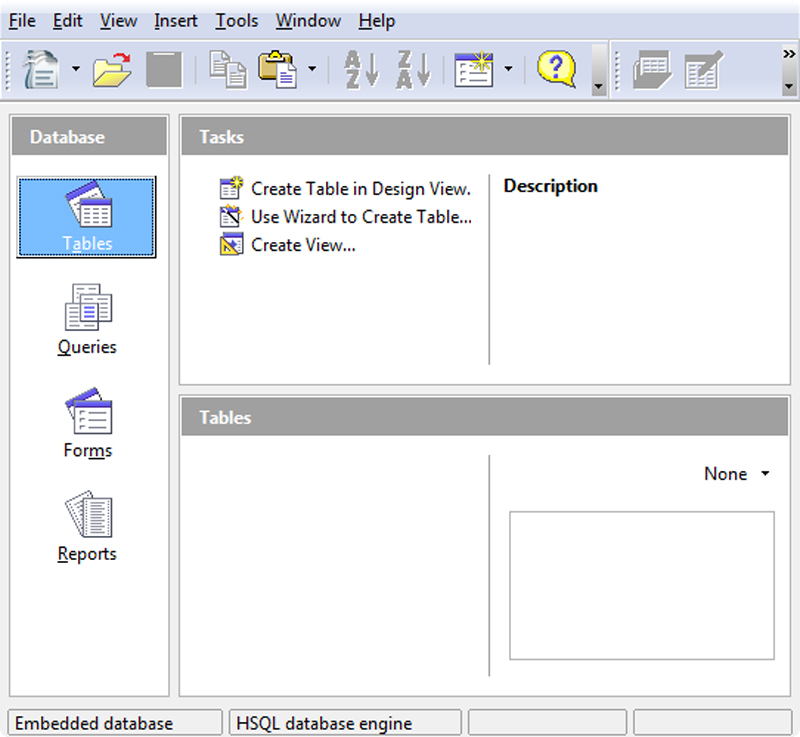 File Edit View Insert Tools Window Help
Database
Tables
Queries
Forms
Reports
Tasks
Create Table in Design View.
Use Wizard to Create Table...
Create View...
Description
Tables
None
Embedded database
HSQL database engine